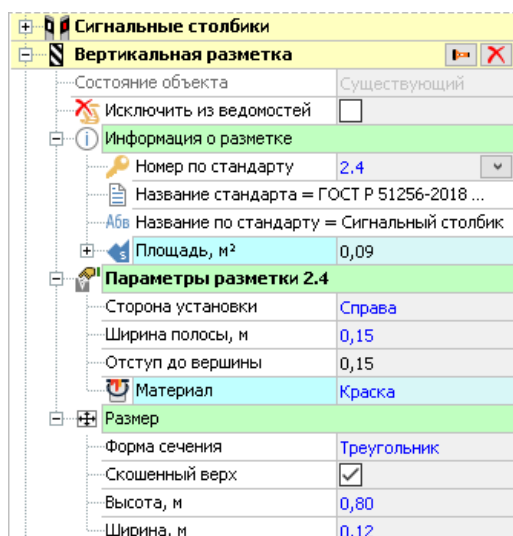 Сигнальные столбики
Вертикальная разметка
Состояние объекта Существующий
Исключить из ведомостей
Информация о разметке
Номер по стандарту 2.4
Название стандарта = ГОСТ Р 51256-2018 ...
Абв Название по стандарту = Сигнальный столбик
S Площадь, м² 0,09
Параметры разметки 2.4
Сторона установки Справа
Ширина полосы, м 0,15
Отступ до вершины 0,15
Материал Краска
Размер
Форма сечения Треугольник
Скошенный верх
Высота, м 0,80
Ширина, м 0,12